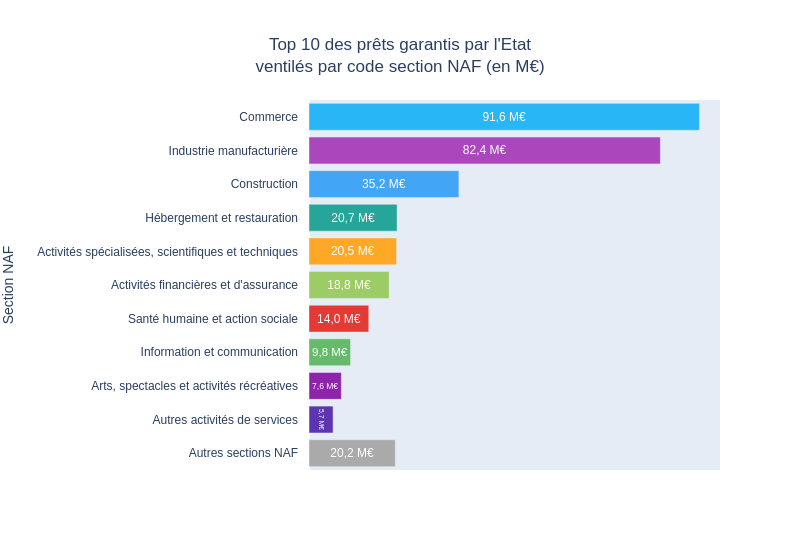 Top 10 des prêts garantis par l'Etat
ventilés par code section NAF (en M€)
Section NAF
Commerce 91,6 M€
Industrie manufacturière 82,4 M€
Construction 35,2 M€
Hébergement et restauration 20,7 M€
Activités spécialisées, scientifiques et techniques 20,5 M€
Activités financières et d'assurance 18,8 M€
Santé humaine et action sociale 14,0 M€
Information et communication 9,8 M€
Arts, spectacles et activités récréatives 7,6 M€
Autres activités de services 5,7 M€
Autres sections NAF 20,2 M€